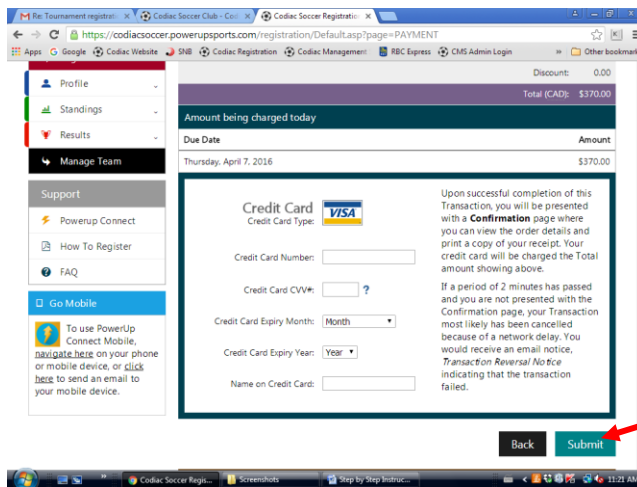 Re: Tournament registrati
Codiac Soccer Club - Con
Codiac Soccer Registration
https://codiacsoccer.powerupsports.com/registration/Default.asp?page=PAYMENT
Apps Google Codiac Website SNB Codiac Registration Codiac Management RBC Express CMS Admin Login » Other bookmark
Profile
Standings
Results
Manage Team
Support
Powerup Connect
How To Register
FAQ
Go Mobile
To use PowerUp
Connect Mobile,
navigate here on your phone
or mobile device, or click
here to send an email to
your mobile device.
Discount: 0.00
Total (CAD): $370.00
Amount being charged today
Due Date Amount
Thursday, April 7, 2016 $370.00
Credit Card
Credit Card Type:
VISA
Credit Card Number:
Credit Card CVV#: ?
Credit Card Expiry Month: Month
Credit Card Expiry Year: Year
Name on Credit Card:
Upon successful completion of this
Transaction, you will be presented
with a Confirmation page where
you can view the order details and
print a copy of your receipt. Your
credit card will be charged the Total
amount showing above.
If a period of 2 minutes has passed
and you are not presented with the
Confirmation page, your Transaction
most likely has been cancelled
because of a network delay. You
would receive an email notice,
Transaction Reversal Notice
indicating that the transaction
failed.
Back Submit
Codiac Soccer Regis... Screenshots Step by Step Instruc... 11:21 AM